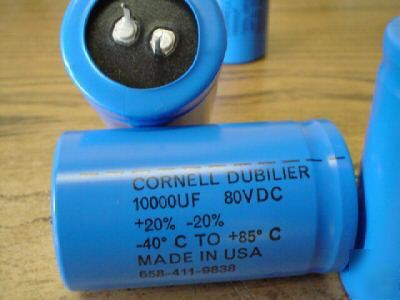 CORNELL DUBILIER
10000UF 80VDC
+20% -20%
-40° C TO +85° C
MADE IN USA
658-411-9838